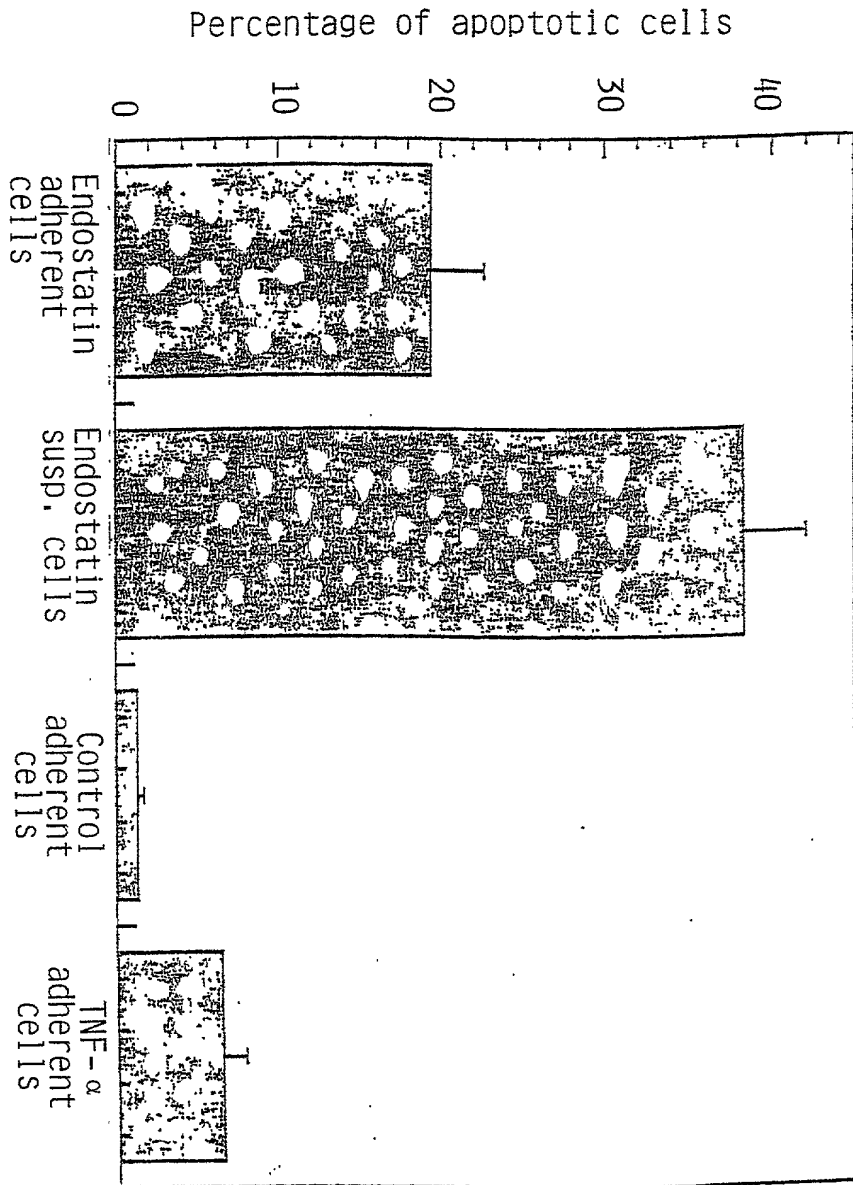 Percentage of apoptotic cells
0
10
20
30
40
Endostatin
adherent
cells
Endostatin
susp. cells
Control
adherent
cells
TNF-α
adherent
cells